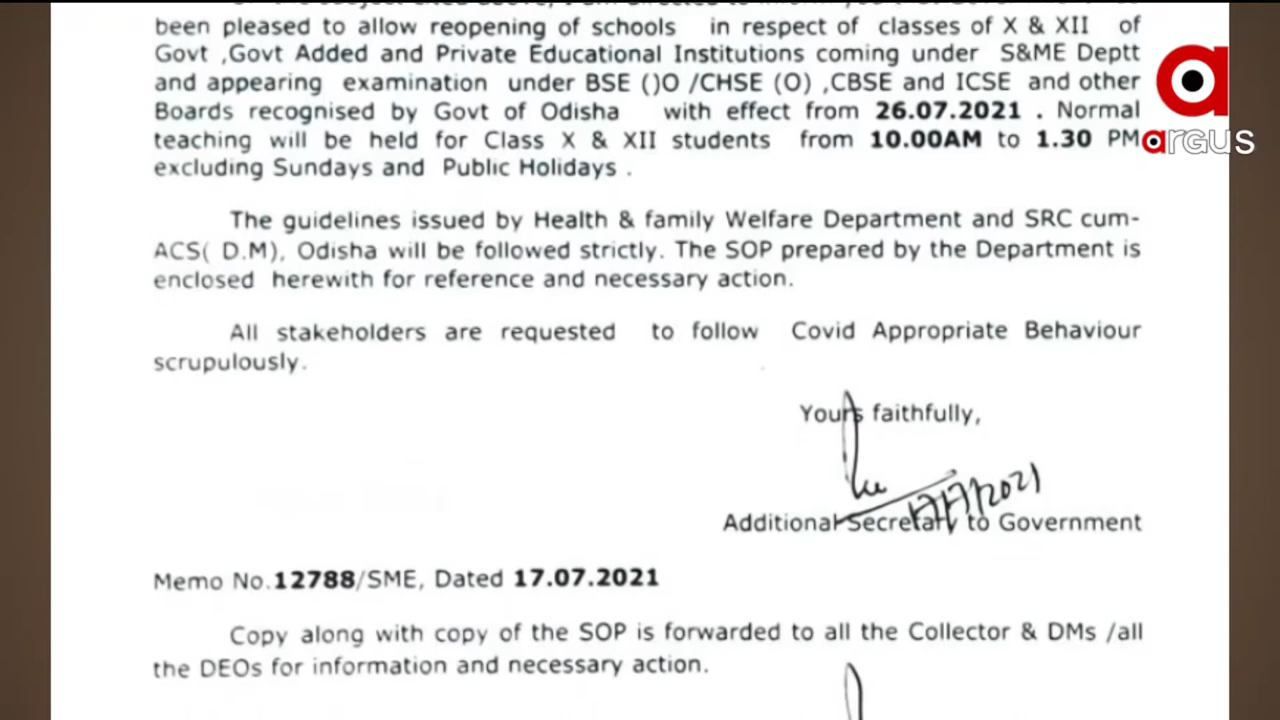 been pleased to allow reopening of schools in respect of classes of X & XII of
Govt ,Govt Added and Private Educational Institutions coming under S&ME Deptt
and appearing examination under BSE ()O /CHSE (O) ,CBSE and ICSE and other
Boards recognised by Govt of Odisha with effect from 26.07.2021 . Normal
teaching will be held for Class X & XII students from 10.00AM to 1.30 PM
excluding Sundays and Public Holidays .
The guidelines issued by Health & family Welfare Department and SRC cum-
ACS( D.M), Odisha will be followed strictly. The SOP prepared by the Department is
enclosed herewith for reference and necessary action.
All stakeholders are requested to follow Covid Appropriate Behaviour
scrupulously.
Yours faithfully,
17/7/2021
Additional Secretary to Government
Memo No.12788/SME, Dated 17.07.2021
Copy along with copy of the SOP is forwarded to all the Collector & DMs /all
the DEOs for information and necessary action.
argus